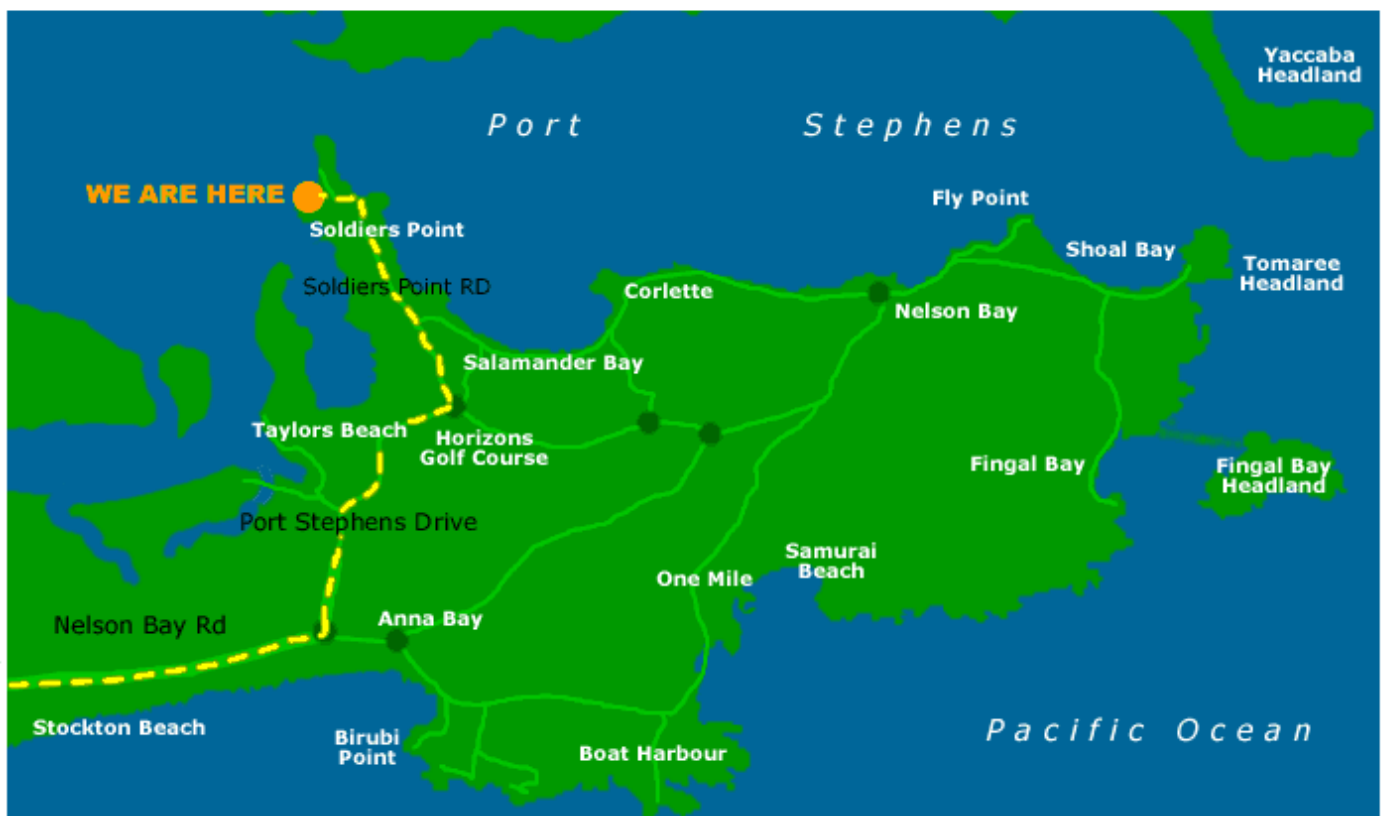 Yaccaba
Headland
Port Stephens
WE ARE HERE
Fly Point
Soldiers Point
Shoal Bay
Tomaree
Headland
Soldiers Point RD
Corlette
Nelson Bay
Salamander Bay
Taylors Beach
Horizons
Golf Course
Fingal Bay
Fingal Bay
Headland
Port Stephens Drive
Samurai
Beach
One Mile
Nelson Bay Rd
Anna Bay
Stockton Beach
Birubi
Point
Boat Harbour
Pacific Ocean